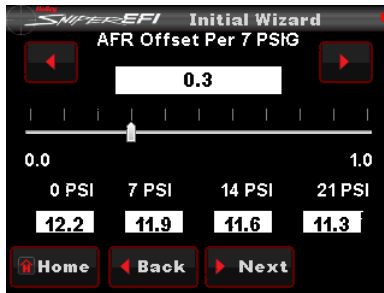 Holley
SNIPER EFI Initial Wizard
AFR Offset Per 7 PSIG
0.3
0.0 1.0
0 PSI 7 PSI 14 PSI 21 PSI
12.2 11.9 11.6 11.3
Home Back Next